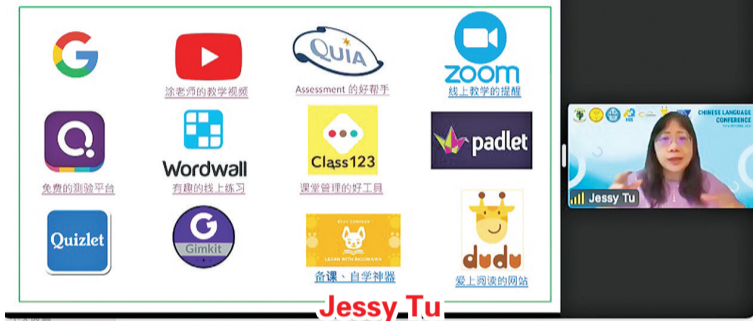 QUIA
zoom
涂老师的教学视频
Assessment 的好帮手
线上教学的提醒
Wordwall
Class123
padlet
免费的测验平台
有趣的线上练习
课堂管理的好工具
Quizlet
Gimkit
dudu
备课、自学神器
爱上阅读的网站
CHINESE LANGUAGE
CONFERENCE
Jessy Tu
Jessy Tu